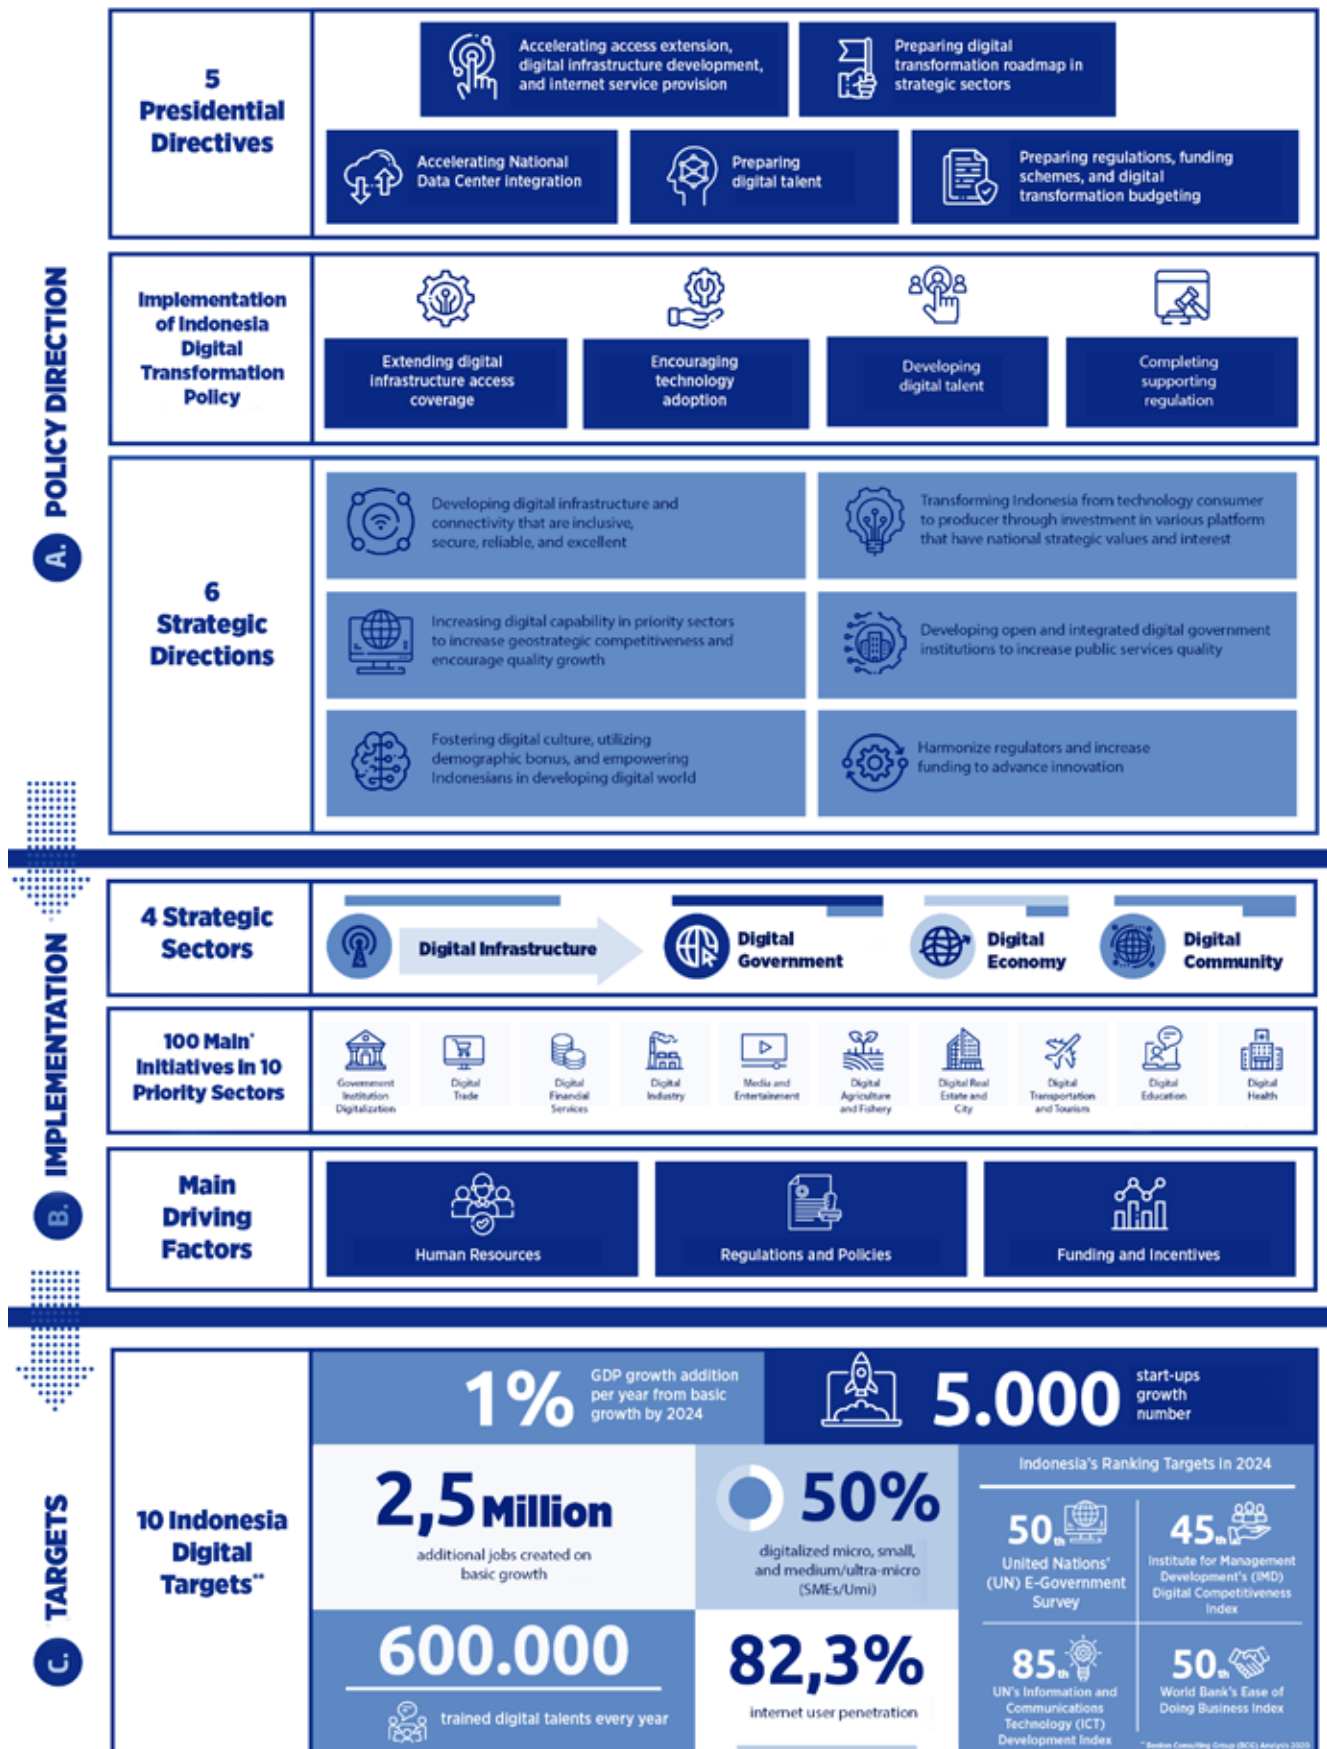 5
Presidential
Directives
Accelerating access extension,
digital infrastructure development,
and internet service provision
Preparing digital
transformation roadmap in
strategic sectors
Accelerating National
Data Center integration
Preparing
digital talent
Preparing regulations, funding
schemes, and digital
transformation budgeting
A. POLICY DIRECTION
Implementation
of Indonesia
Digital
Transformation
Policy
Extending digital
infrastructure access
coverage
Encouraging
technology
adoption
Developing
digital talent
Completing
supporting
regulation
6
Strategic
Directions
Developing digital infrastructure and
connectivity that are inclusive,
secure, reliable, and excellent
Transforming Indonesia from technology consumer
to producer through investment in various platform
that have national strategic values and interest
Increasing digital capability in priority sectors
to increase geostrategic competitiveness and
encourage quality growth
Developing open and integrated digital government
institutions to increase public services quality
Fostering digital culture, utilizing
demographic bonus, and empowering
Indonesians in developing digital world
Harmonize regulators and increase
funding to advance innovation
B. IMPLEMENTATION
4 Strategic
Sectors
Digital Infrastructure
Digital
Government
Digital
Economy
Digital
Community
100 Main*
Initiatives in 10
Priority Sectors
Government
Institution
Digitalization
Digital
Trade
Digital
Financial
Services
Digital
Industry
Media and
Entertainment
Digital
Agriculture
and Fishery
Digital Real
Estate and
City
Digital
Transportation
and Tourism
Digital
Education
Digital
Health
Main
Driving
Factors
Human Resources
Regulations and Policies
Funding and Incentives
C. TARGETS
10 Indonesia
Digital
Targets**
1%
GDP growth addition
per year from basic
growth by 2024
5.000
start-ups
growth
number
2,5 Million
additional jobs created on
basic growth
50%
digitalized micro, small,
and medium/ultra-micro
(SMEs/Umi)
600.000
trained digital talents every year
82,3%
internet user penetration
Indonesia's Ranking Targets in 2024
50th
United Nations'
(UN) E-Government
Survey
45th
Institute for Management
Development's (IMD)
Digital Competitiveness
Index
85th
UN's Information and
Communications
Technology (ICT)
Development Index
50th
World Bank's Ease of
Doing Business Index
* Boston Consulting Group (BCG) Analysis 2020